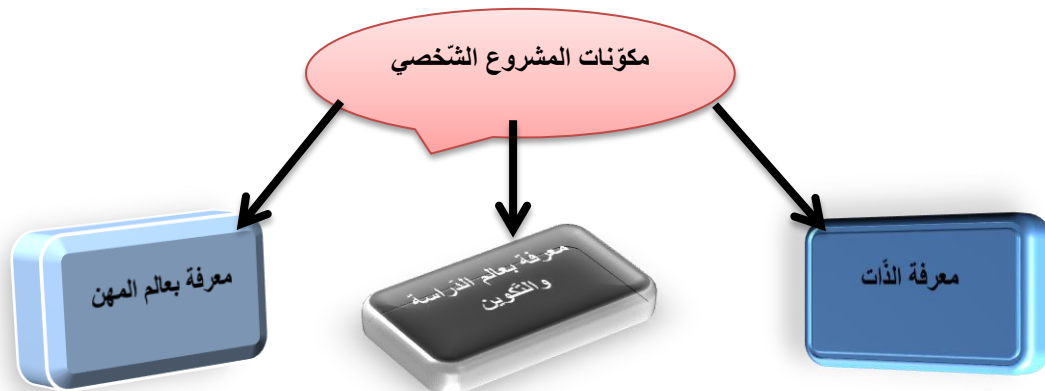 مكوّنات المشروع الشّخصي
معرفة الذّات
معرفة بعالم الدّراسة
والتّكوين
معرفة بعالم المهن